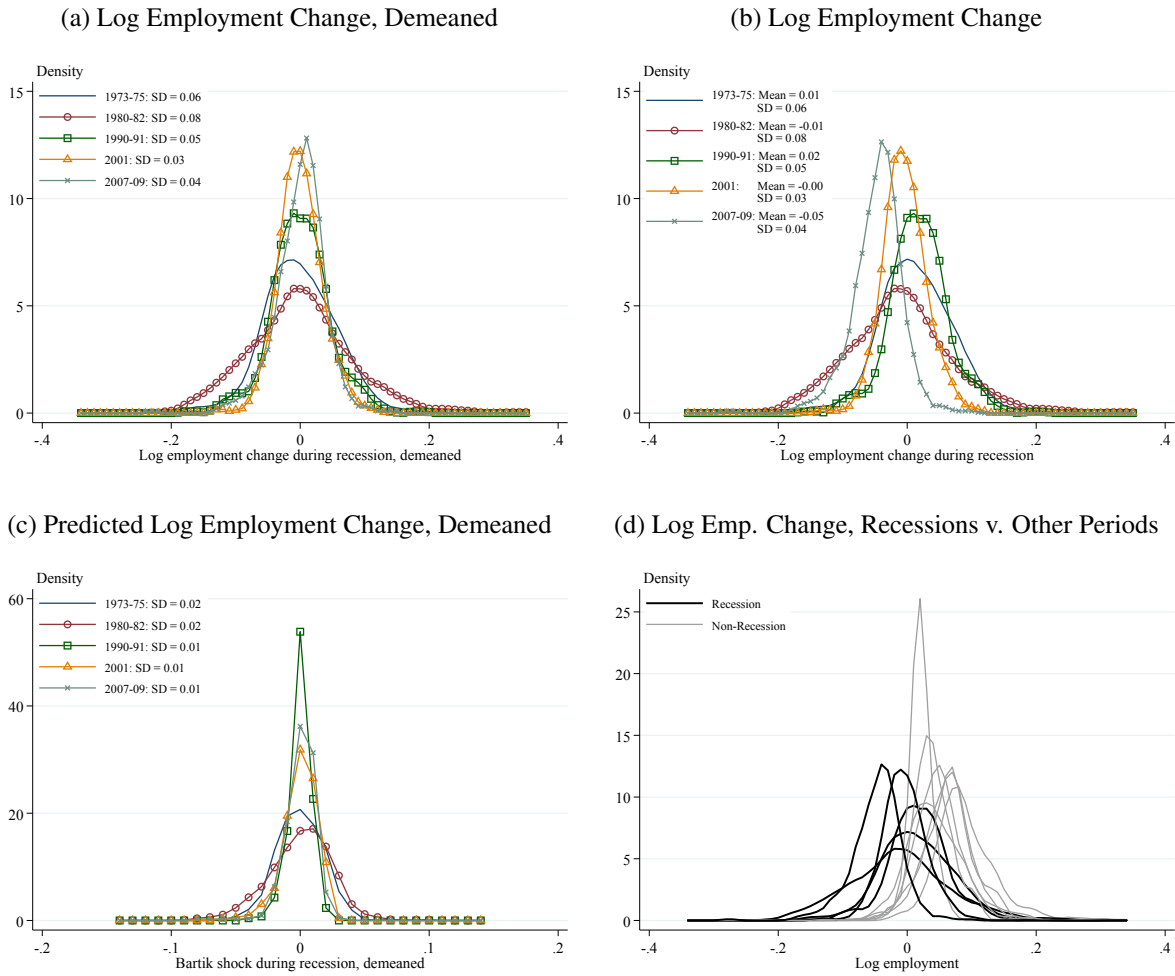 (a) Log Employment Change, Demeaned
Density
15
10
5
0
1973-75: SD = 0.06
1980-82: SD = 0.08
1990-91: SD = 0.05
2001: SD = 0.03
2007-09: SD = 0.04
-.4
-.2
0
.2
.4
Log employment change during recession, demeaned
(b) Log Employment Change
Density
15
10
5
0
1973-75: Mean = 0.01
SD = 0.06
1980-82: Mean = -0.01
SD = 0.08
1990-91: Mean = 0.02
SD = 0.05
2001: Mean = -0.00
SD = 0.03
2007-09: Mean = -0.05
SD = 0.04
-.4
-.2
0
.2
.4
Log employment change during recession
(c) Predicted Log Employment Change, Demeaned
Density
60
40
20
0
1973-75: SD = 0.02
1980-82: SD = 0.02
1990-91: SD = 0.01
2001: SD = 0.01
2007-09: SD = 0.01
-.2
-.1
0
.1
.2
Bartik shock during recession, demeaned
(d) Log Emp. Change, Recessions v. Other Periods
Density
25
20
15
10
5
0
Recession
Non-Recession
-.4
-.2
0
.2
.4
Log employment